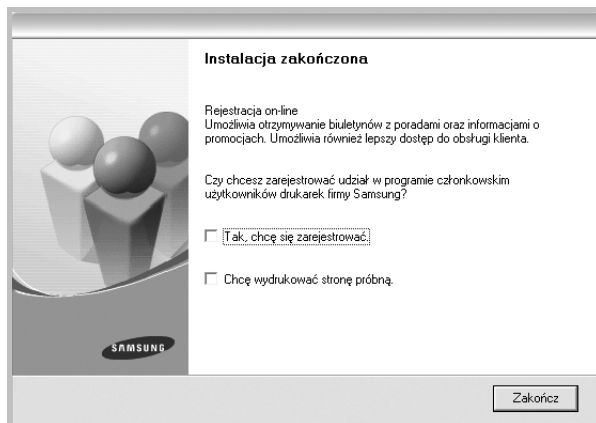 Instalacja zakończona
Rejestracja on-line
Umożliwia otrzymywanie biuletynów z poradami oraz informacjami o
promocjach. Umożliwia również lepszy dostęp do obsługi klienta.
Czy chcesz zarejestrować udział w programie członkowskim
użytkowników drukarek firmy Samsung?
Tak, chcę się zarejestrować.
Chcę wydrukować stronę próbną.
SAMSUNG
Zakończ